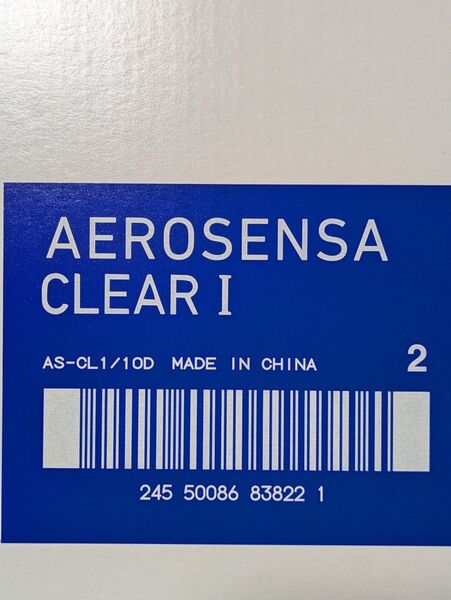 AEROSENSA
CLEAR I
AS-CL1/10D MADE IN CHINA 2
245 50086 83822 1